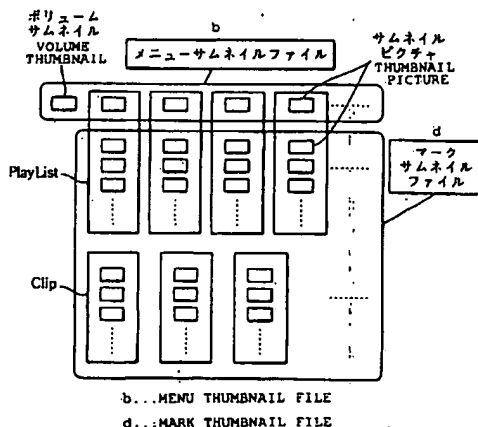 b
ボリューム
サムネイル
VOLUME
THUMBNAIL
メニューサムネイルファイル
サムネイル
ピクチャ
THUMBNAIL
PICTURE
d
マーク
サムネイル
ファイル
PlayList
Clip
b...MENU THUMBNAIL FILE
d...MARK THUMBNAIL FILE